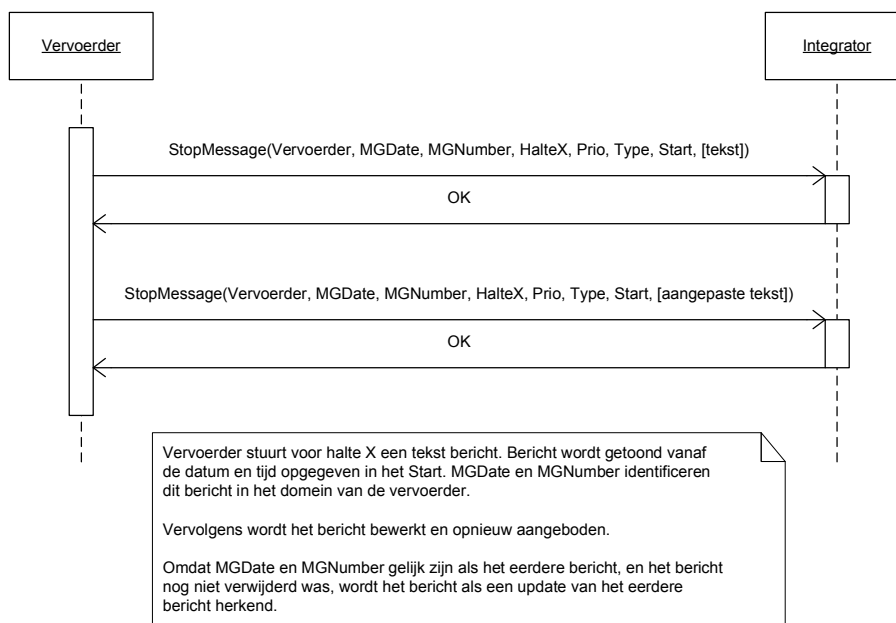 Vervoerder
Integrator
StopMessage(Vervoerder, MGDate, MGNumber, HalteX, Prio, Type, Start, [tekst])
OK
StopMessage(Vervoerder, MGDate, MGNumber, HalteX, Prio, Type, Start, [aangepaste tekst])
OK
Vervoerder stuurt voor halte X een tekst bericht. Bericht wordt getoond vanaf
de datum en tijd opgegeven in het Start. MGDate en MGNumber identificeren
dit bericht in het domein van de vervoerder.
Vervolgens wordt het bericht bewerkt en opnieuw aangeboden.
Omdat MGDate en MGNumber gelijk zijn als het eerdere bericht, en het bericht
nog niet verwijderd was, wordt het bericht als een update van het eerdere
bericht herkend.